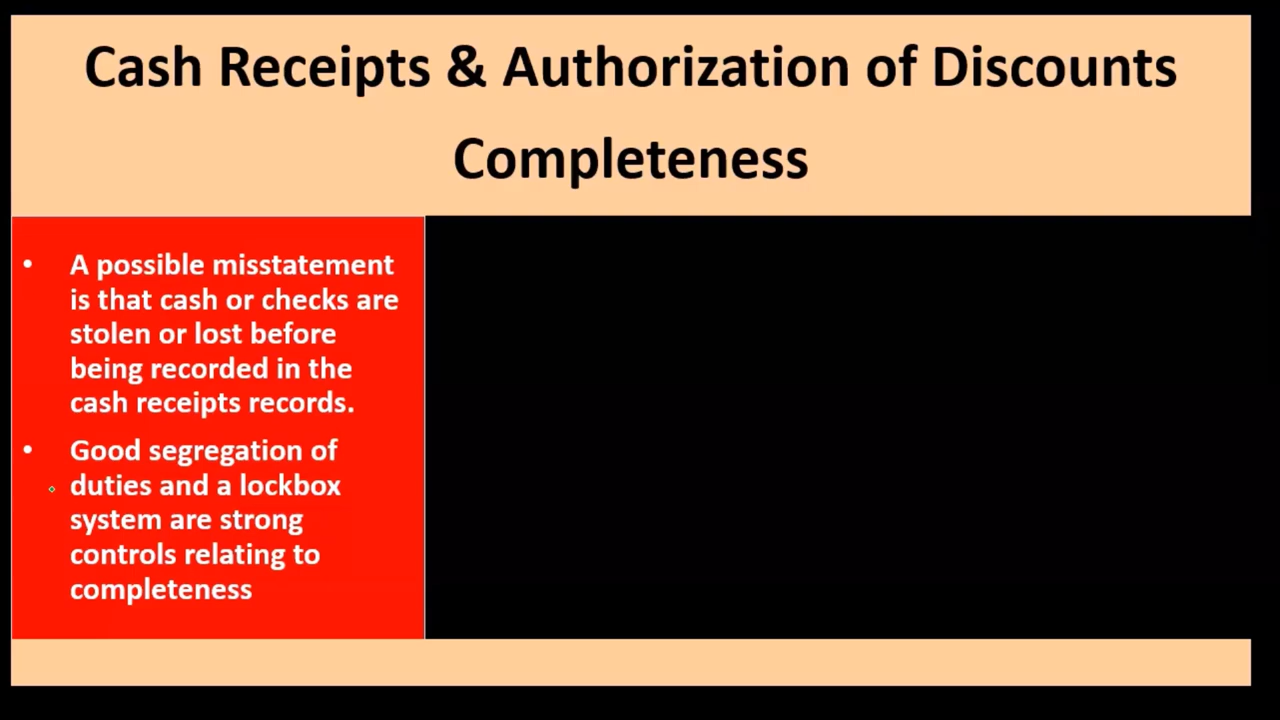 Cash Receipts & Authorization of Discounts
Completeness
• A possible misstatement
is that cash or checks are
stolen or lost before
being recorded in the
cash receipts records.
• Good segregation of
duties and a lockbox
system are strong
controls relating to
completeness